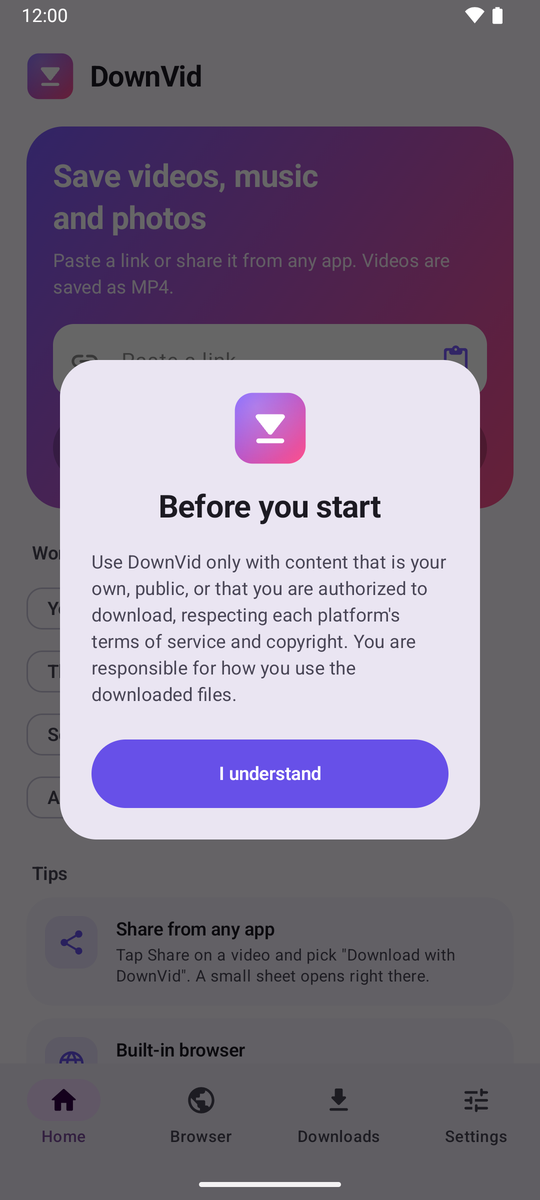 12:00
DownVid
Save videos, music
and photos
Paste a link or share it from any app. Videos are
saved as MP4.
Paste a link
Before you start
Use DownVid only with content that is your
own, public, or that you are authorized to
download, respecting each platform's
terms of service and copyright. You are
responsible for how you use the
downloaded files.
I understand
Tips
Share from any app
Tap Share on a video and pick "Download with
DownVid". A small sheet opens right there.
Built-in browser
Home
Browser
Downloads
Settings